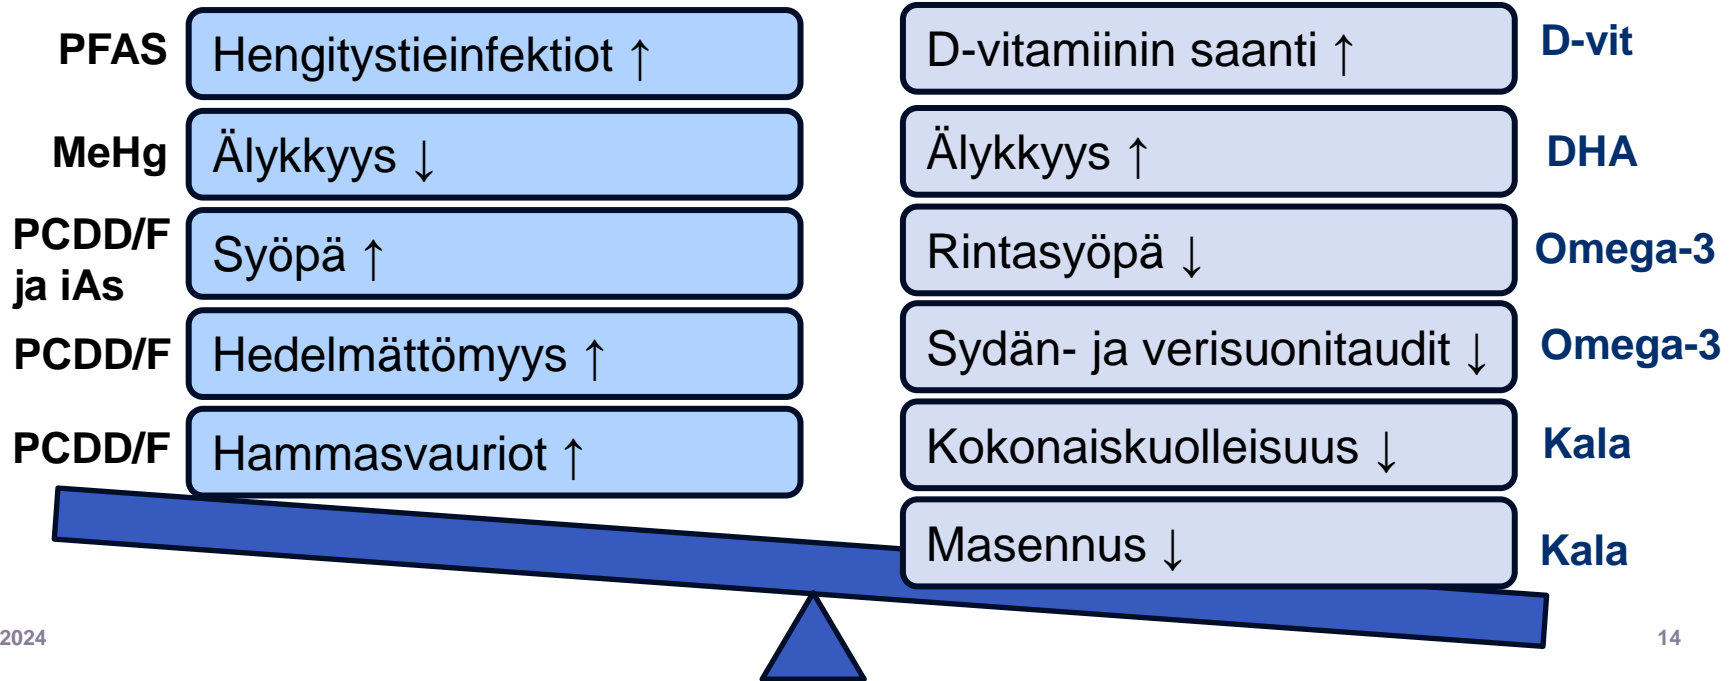 PFAS
Hengitystieinfektiot ↑
D-vitamiinin saanti ↑
D-vit
MeHg
Älykkyys ↓
Älykkyys ↑
DHA
PCDD/F
ja iAs
Syöpä ↑
Rintasyöpä ↓
Omega-3
PCDD/F
Hedelmättömyys ↑
Sydän- ja verisuonitaudit ↓
Omega-3
PCDD/F
Hammasvauriot ↑
Kokonaiskuolleisuus ↓
Kala
Masennus ↓
Kala
2024
14